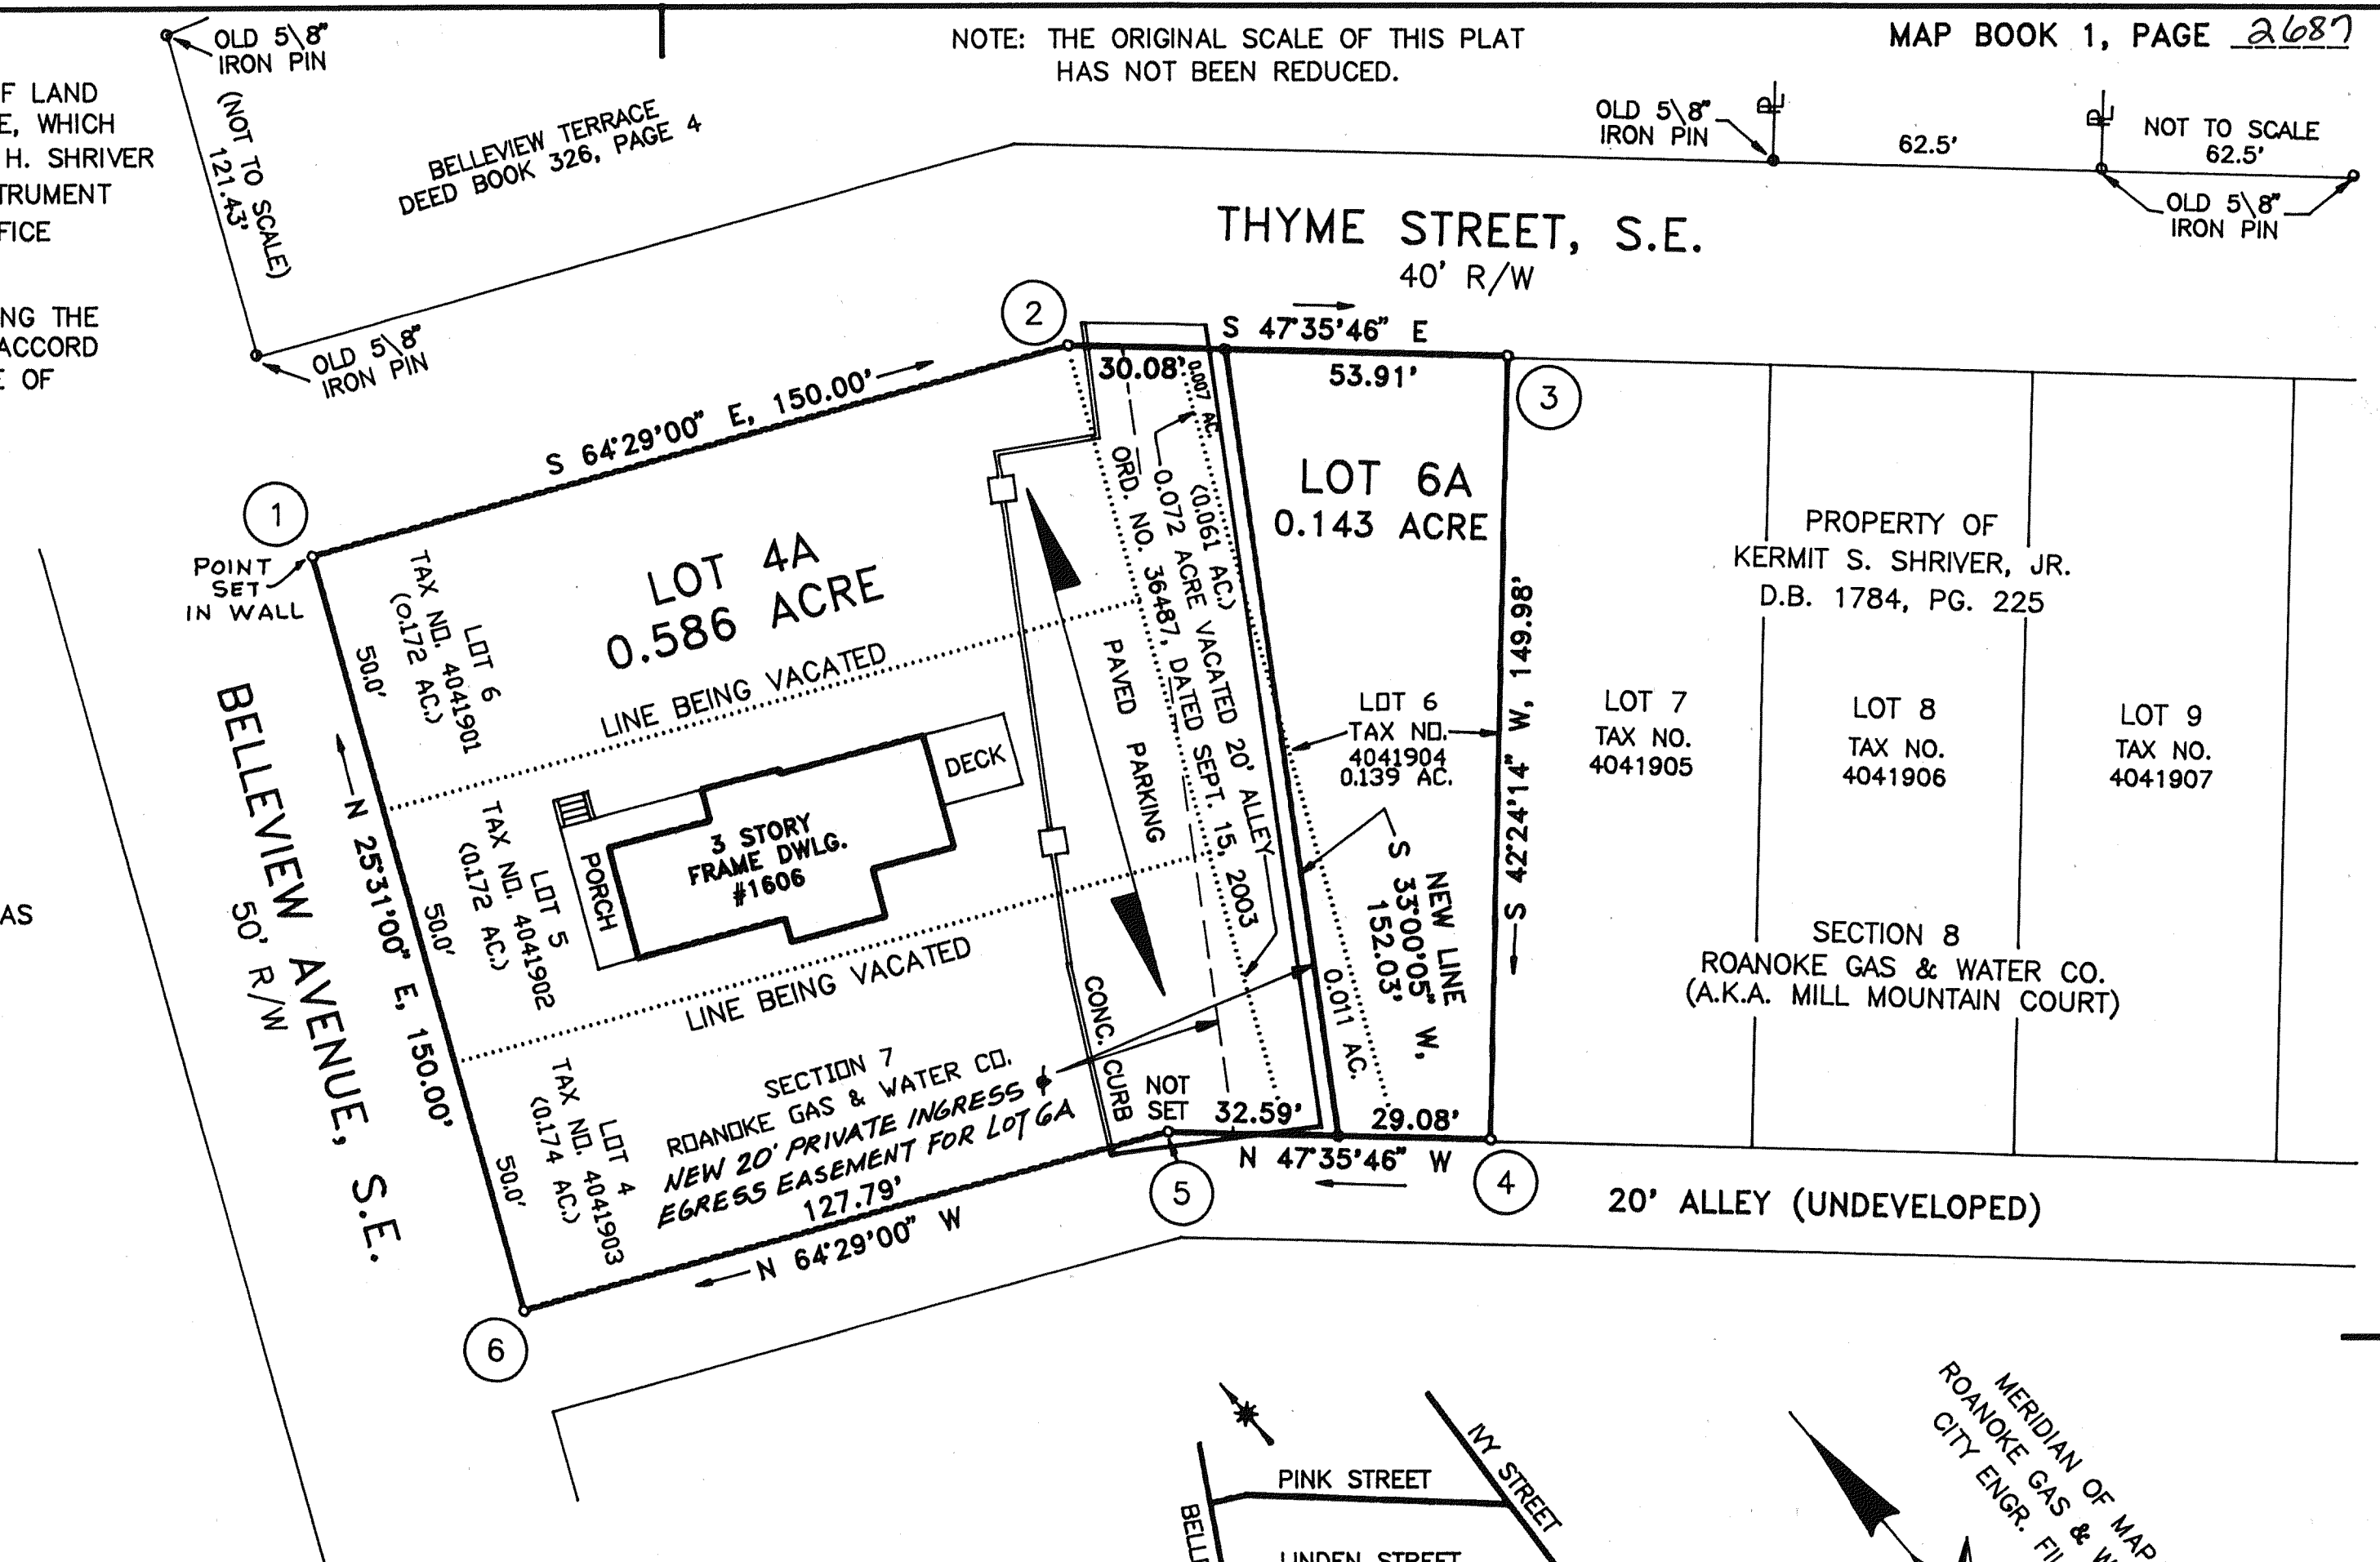 OLD 5\8"
IRON PIN
NOTE: THE ORIGINAL SCALE OF THIS PLAT
HAS NOT BEEN REDUCED.
MAP BOOK 1, PAGE 2687
F LAND
E, WHICH
H. SHRIVER
TRUMENT
FICE
NG THE
ACCORD
E OF
AS
(NOT TO SCALE)
121.43'
BELLEVIEW TERRACE
DEED BOOK 326, PAGE 4
OLD 5\8"
IRON PIN
OLD 5\8"
IRON PIN
62.5'
NOT TO SCALE
62.5'
OLD 5\8"
IRON PIN
THYME STREET, S.E.
40' R/W
2
S 47°35'46" E
30.08'
53.91'
3
S 64°29'00" E, 150.00'
1
POINT
SET
IN WALL
LOT 6
TAX NO. 4041901
(0.172 AC.)
50.0'
LOT 4A
0.586 ACRE
LINE BEING VACATED
0.007 AC.
(0.061 AC.)
0.072 ACRE VACATED 20' ALLEY
ORD. NO. 36487, DATED SEPT. 15, 2003
PAVED PARKING
LOT 6A
0.143 ACRE
PROPERTY OF
KERMIT S. SHRIVER, JR.
D.B. 1784, PG. 225
S 42°24'14" W, 149.98'
LOT 6
TAX NO.
4041904
0.139 AC.
LOT 7
TAX NO.
4041905
LOT 8
TAX NO.
4041906
LOT 9
TAX NO.
4041907
SECTION 8
ROANOKE GAS & WATER CO.
(A.K.A. MILL MOUNTAIN COURT)
BELLEVIEW AVENUE, S.E.
50' R/W
N 25°31'00" E, 150.00'
LOT 5
TAX NO. 4041902
(0.172 AC.)
50.0'
DECK
PORCH
3 STORY
FRAME DWLG.
#1606
LINE BEING VACATED
NEW LINE
S 33°00'05" W,
152.03'
0.011 AC.
CONC. CURB
LOT 4
TAX NO. 4041903
(0.174 AC.)
50.0'
SECTION 7
ROANOKE GAS & WATER CO.
NEW 20' PRIVATE INGRESS &
EGRESS EASEMENT FOR LOT 6A
127.79'
N 64°29'00" W
NOT
SET
32.59'
29.08'
N 47°35'46" W
5
4
6
20' ALLEY (UNDEVELOPED)
PINK STREET
IVY STREET
BELL
LINDEN STREET
MERIDIAN OF MAP
ROANOKE GAS & W
CITY ENGR. FIL